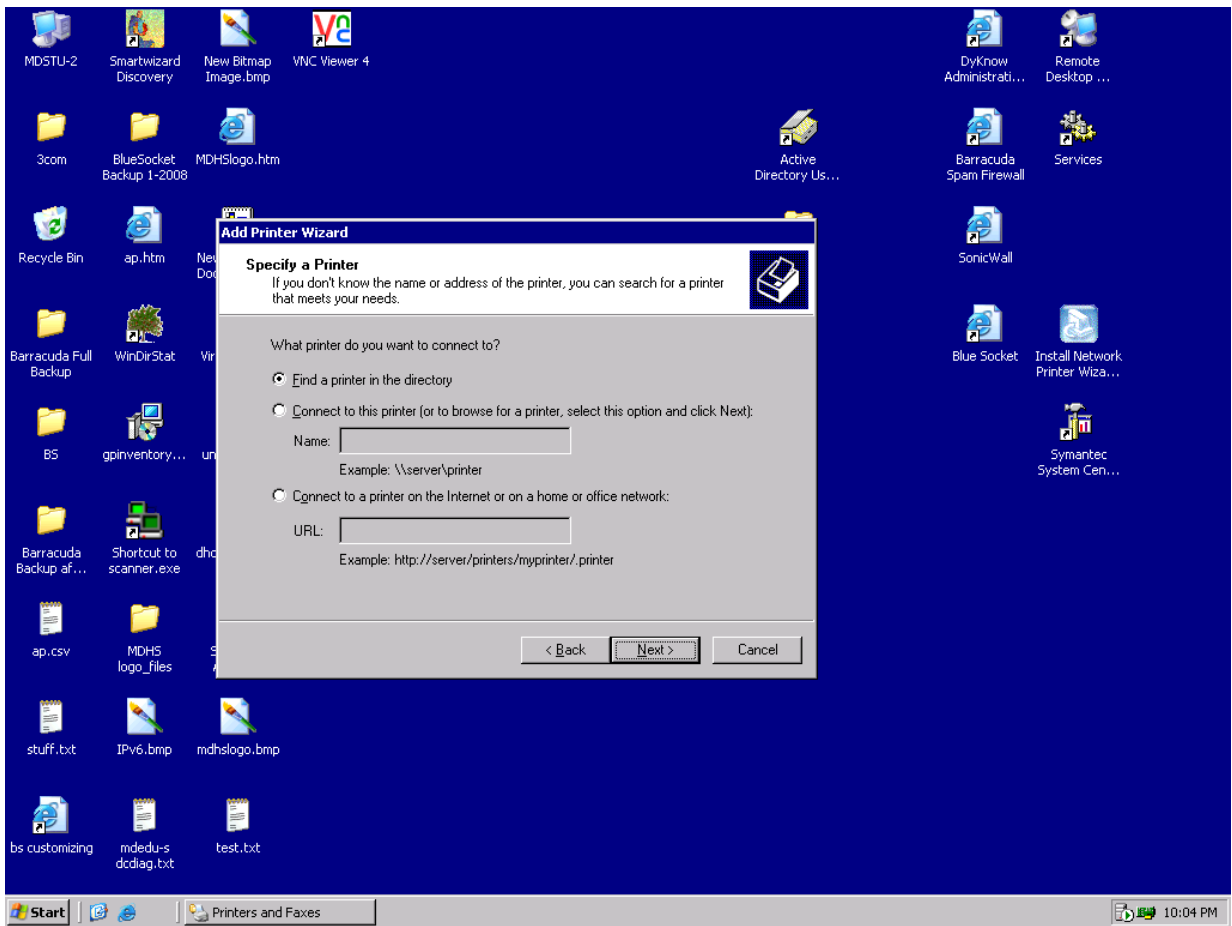 MDSTU-2
Smartwizard
Discovery
New Bitmap
Image.bmp
VNC Viewer 4
DyKnow
Administrati...
Remote
Desktop ...
3com
BlueSocket
Backup 1-2008
MDHSlogo.htm
Active
Directory Us...
Barracuda
Spam Firewall
Services
Recycle Bin
ap.htm
SonicWall
Barracuda Full
Backup
WinDirStat
Blue Socket
Install Network
Printer Wiza...
BS
gpinventory...
Symantec
System Cen...
Barracuda
Backup af...
Shortcut to
scanner.exe
ap.csv
MDHS
logo_files
stuff.txt
IPv6.bmp
mdhslogo.bmp
bs customizing
mdedu-s
dcdiag.txt
test.txt
Add Printer Wizard
Specify a Printer
If you don't know the name or address of the printer, you can search for a printer
that meets your needs.
What printer do you want to connect to?
Find a printer in the directory
Connect to this printer (or to browse for a printer, select this option and click Next):
Name:
Example: \\server\printer
Connect to a printer on the Internet or on a home or office network:
URL:
Example: http://server/printers/myprinter/.printer
< Back
Next >
Cancel
Start
Printers and Faxes
10:04 PM